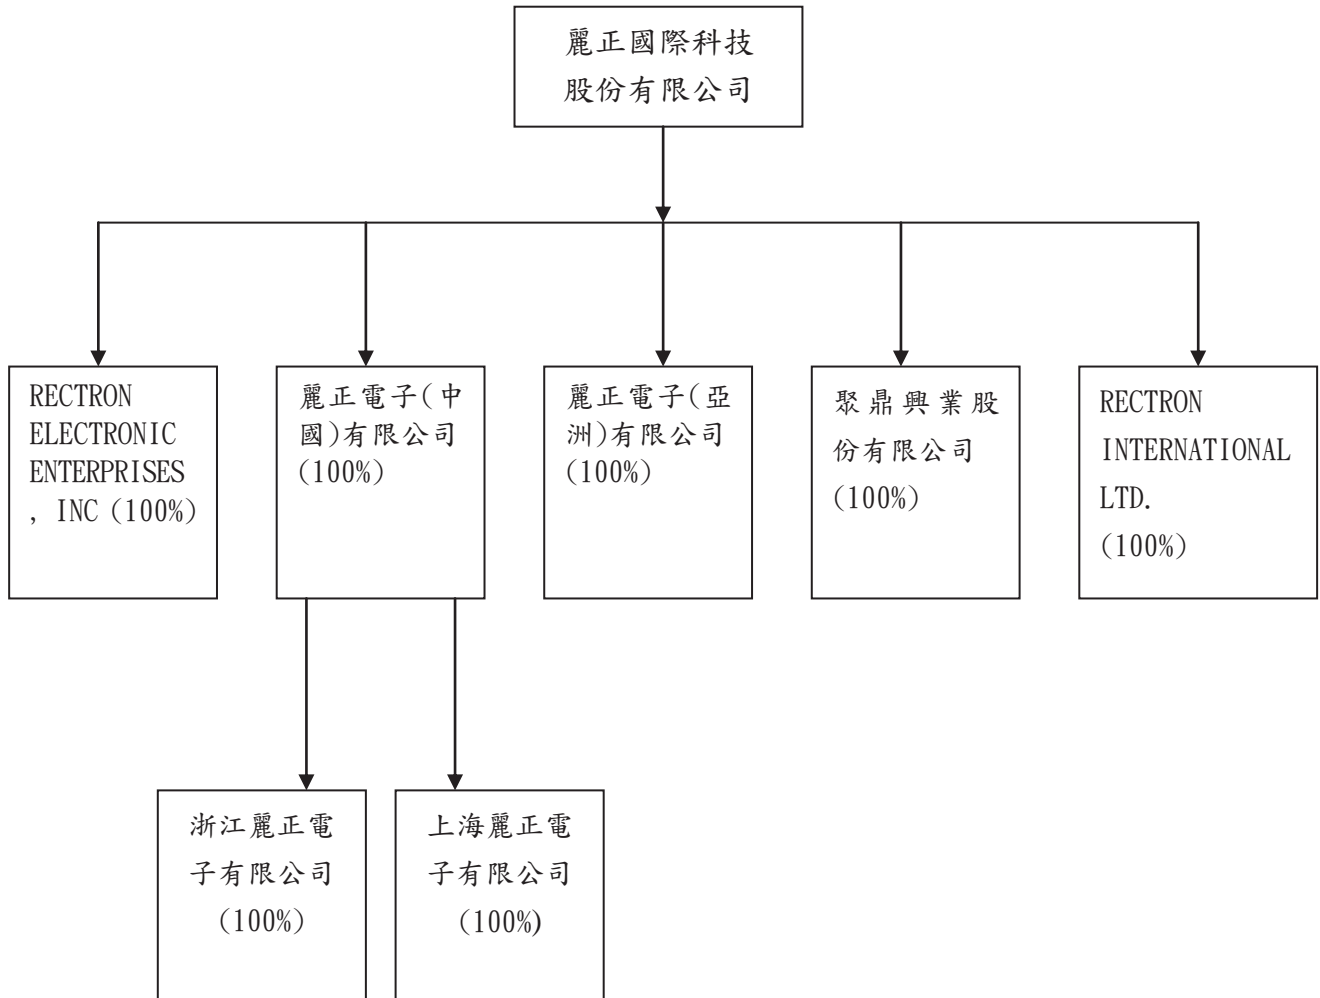 麗正國際科技
股份有限公司
RECTRON
ELECTRONIC
ENTERPRISES
, INC (100%)
麗正電子(中
國)有限公司
(100%)
麗正電子(亞
洲)有限公司
(100%)
聚鼎興業股
份有限公司
(100%)
RECTRON
INTERNATIONAL
LTD.
(100%)
浙江麗正電
子有限公司
(100%)
上海麗正電
子有限公司
(100%)